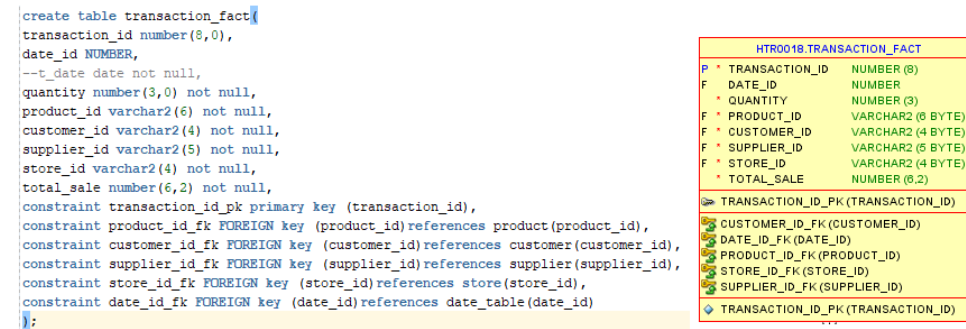 create table transaction_fact(
transaction_id number(8,0),
date_id NUMBER,
--t_date date not null,
quantity number(3,0) not null,
product_id varchar2(6) not null,
customer_id varchar2(4) not null,
supplier_id varchar2(5) not null,
store_id varchar2(4) not null,
total_sale number(6,2) not null,
constraint transaction_id_pk primary key (transaction_id),
constraint product_id_fk FOREIGN key (product_id)references product(product_id),
constraint customer_id_fk FOREIGN key (customer_id)references customer(customer_id),
constraint supplier_id_fk FOREIGN key (supplier_id)references supplier(supplier_id),
constraint store_id_fk FOREIGN key (store_id)references store(store_id),
constraint date_id_fk FOREIGN key (date_id)references date_table(date_id)
);
HTR0018.TRANSACTION_FACT
P * TRANSACTION_ID NUMBER (8)
F DATE_ID NUMBER
* QUANTITY NUMBER (3)
F * PRODUCT_ID VARCHAR2 (6 BYTE)
F * CUSTOMER_ID VARCHAR2 (4 BYTE)
F * SUPPLIER_ID VARCHAR2 (5 BYTE)
F * STORE_ID VARCHAR2 (4 BYTE)
* TOTAL_SALE NUMBER (6,2)
TRANSACTION_ID_PK (TRANSACTION_ID)
CUSTOMER_ID_FK (CUSTOMER_ID)
DATE_ID_FK (DATE_ID)
PRODUCT_ID_FK (PRODUCT_ID)
STORE_ID_FK (STORE_ID)
SUPPLIER_ID_FK (SUPPLIER_ID)
TRANSACTION_ID_PK (TRANSACTION_ID)